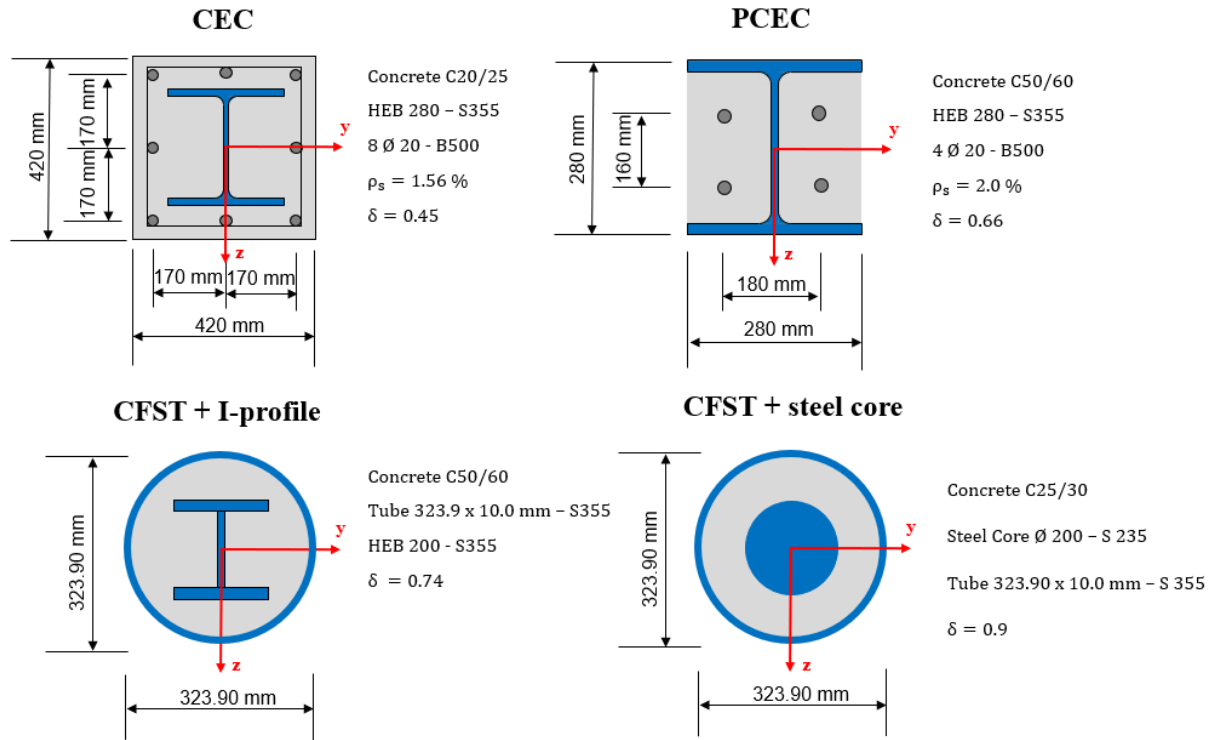 CEC
420 mm
170 mm
170 mm
y
z
170 mm
170 mm
420 mm
Concrete C20/25
HEB 280 – S355
8 Ø 20 - B500
ρs = 1.56 %
δ = 0.45
PCEC
280 mm
160 mm
y
z
180 mm
280 mm
Concrete C50/60
HEB 280 – S355
4 Ø 20 - B500
ρs = 2.0 %
δ = 0.66
CFST + I-profile
323.90 mm
y
z
323.90 mm
Concrete C50/60
Tube 323.9 x 10.0 mm – S355
HEB 200 - S355
δ = 0.74
CFST + steel core
323.90 mm
y
z
323.90 mm
Concrete C25/30
Steel Core Ø 200 – S 235
Tube 323.90 x 10.0 mm – S 355
δ = 0.9